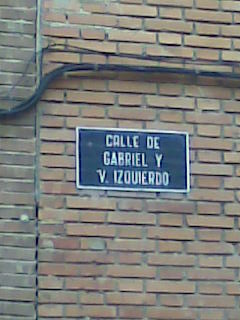 CALLE DE
GABRIEL Y
V. IZQUIERDO